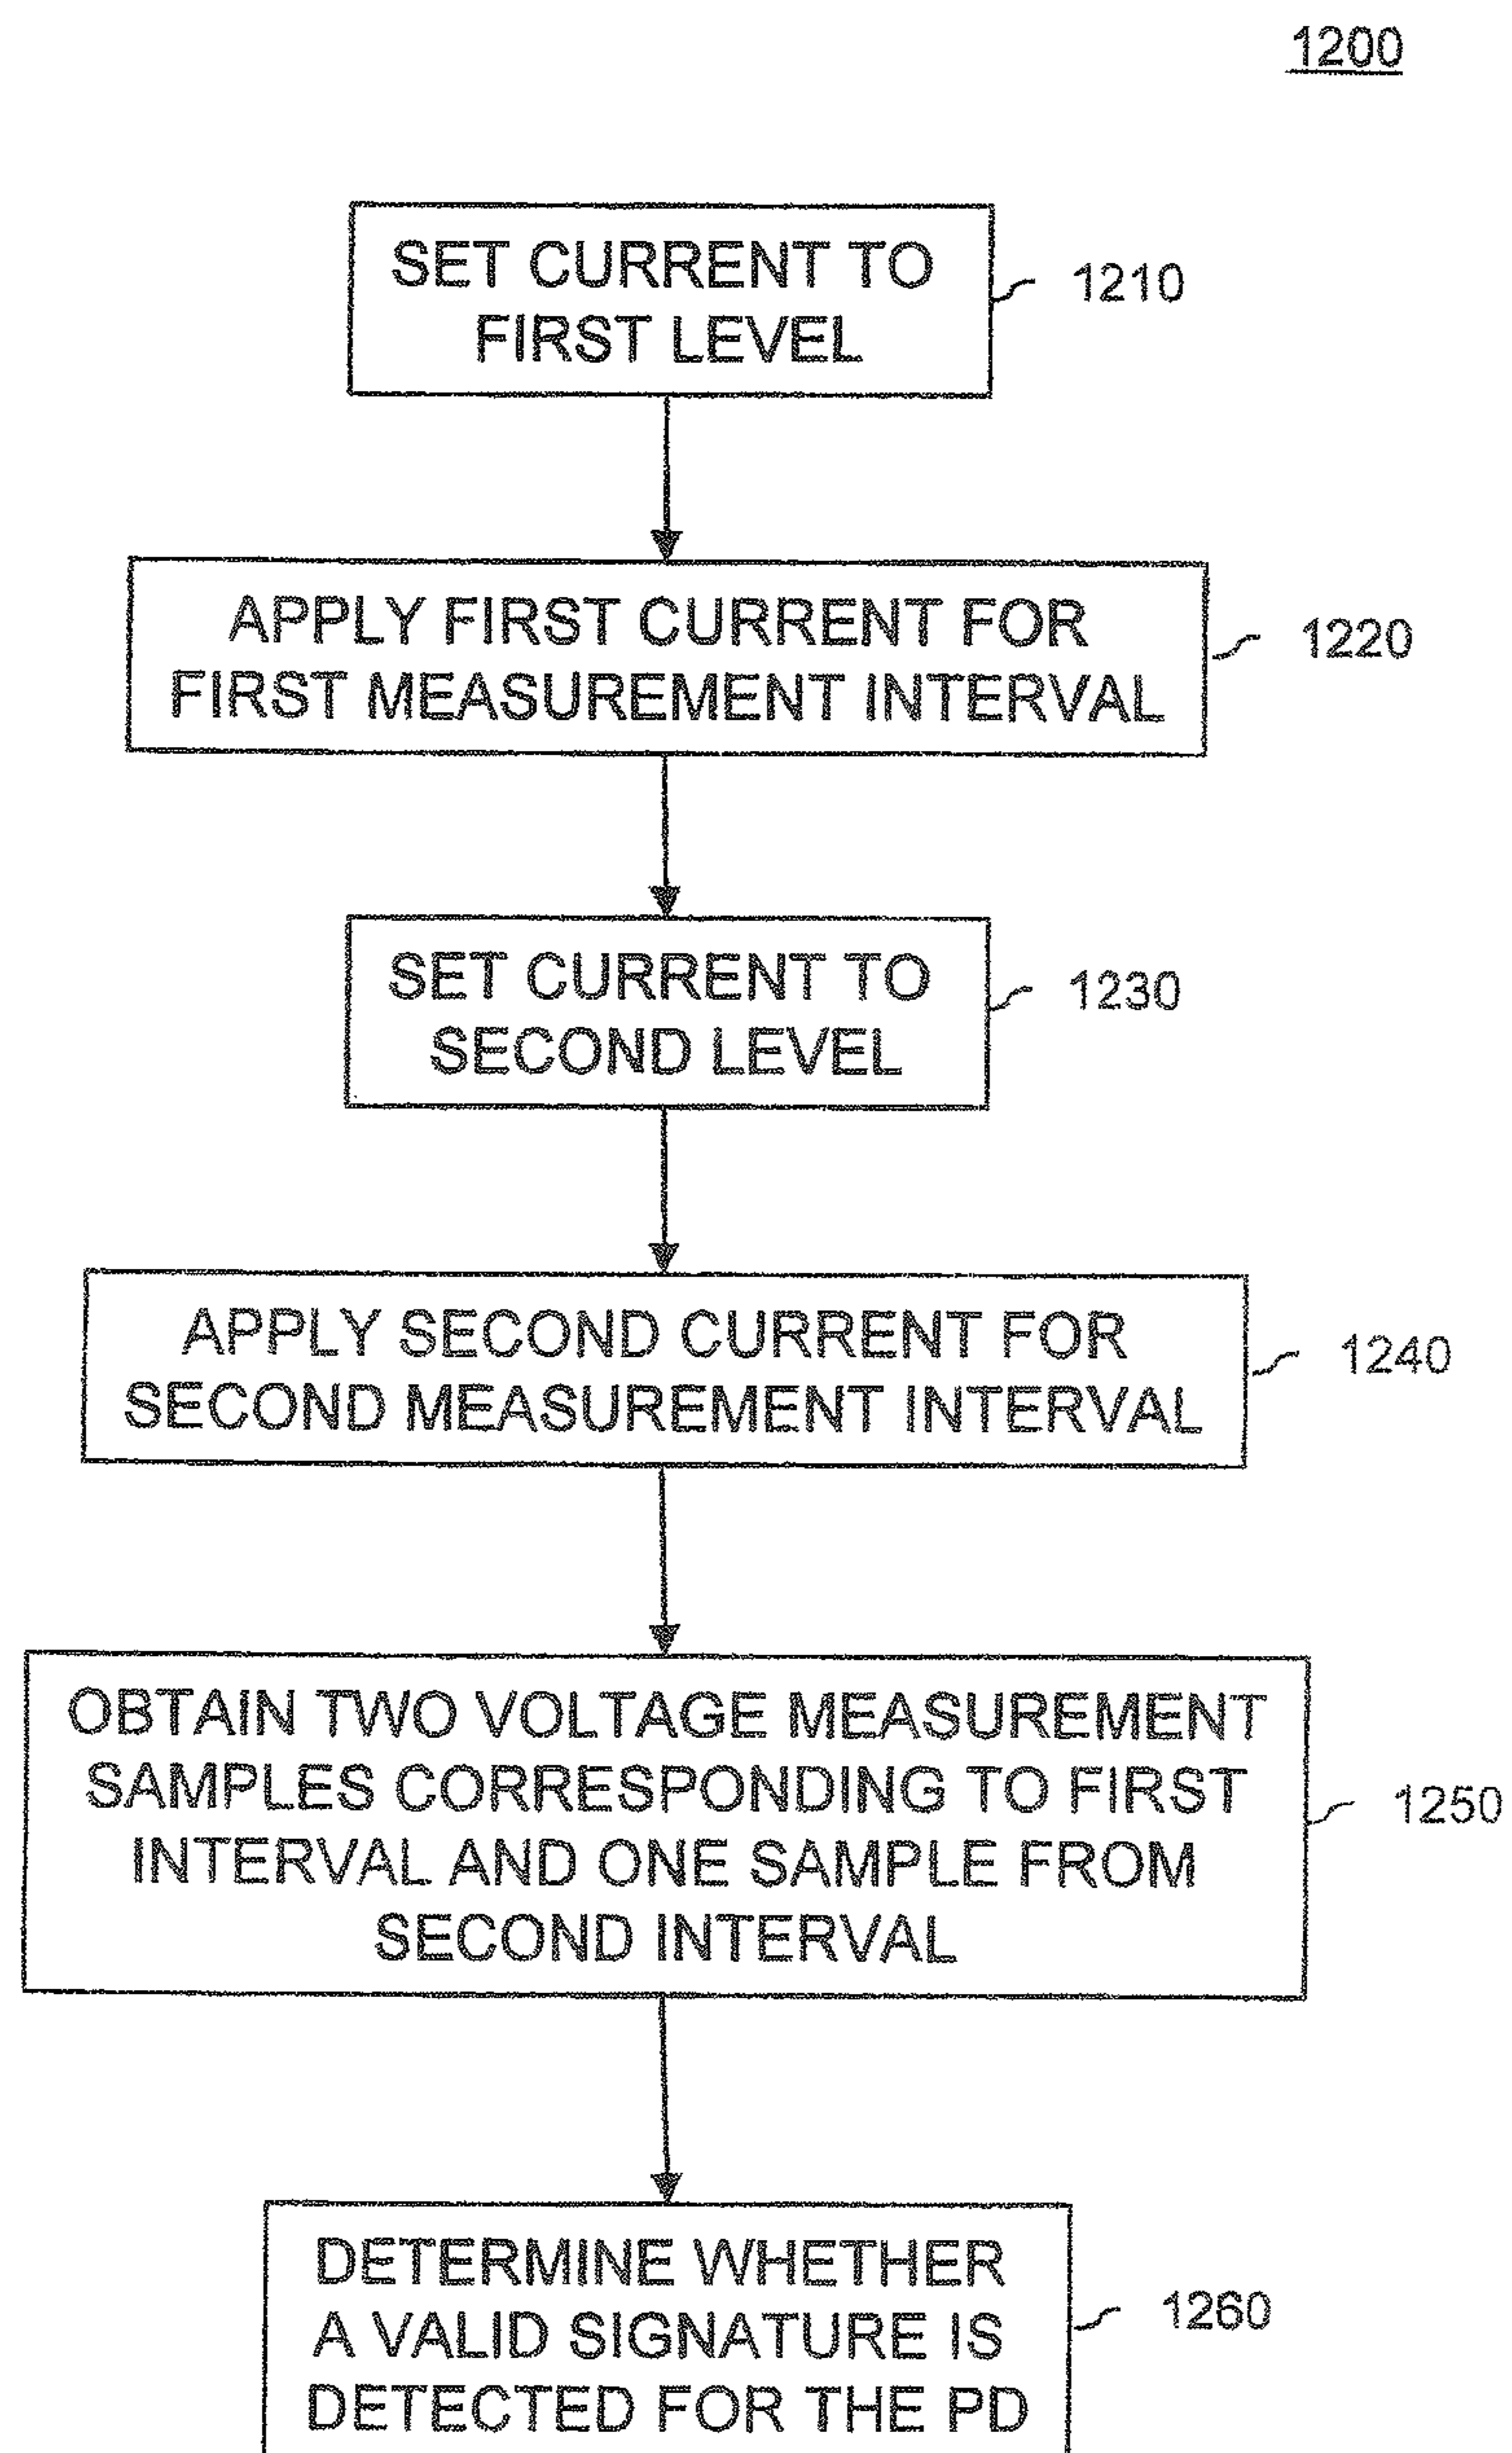 1200
SET CURRENT TO
FIRST LEVEL
1210
APPLY FIRST CURRENT FOR
FIRST MEASUREMENT INTERVAL
1220
SET CURRENT TO
SECOND LEVEL
1230
APPLY SECOND CURRENT FOR
SECOND MEASUREMENT INTERVAL
1240
OBTAIN TWO VOLTAGE MEASUREMENT
SAMPLES CORRESPONDING TO FIRST
INTERVAL AND ONE SAMPLE FROM
SECOND INTERVAL
1250
DETERMINE WHETHER
A VALID SIGNATURE IS
DETECTED FOR THE PD
1260